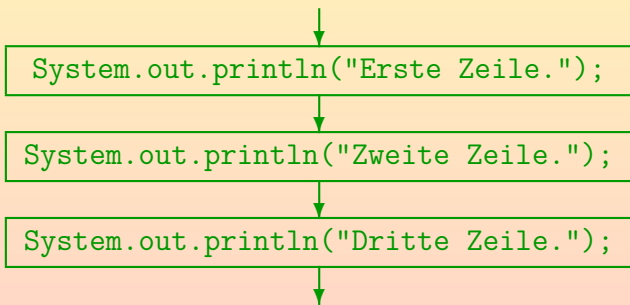 System.out.println("Erste Zeile.");
System.out.println("Zweite Zeile.");
System.out.println("Dritte Zeile.");